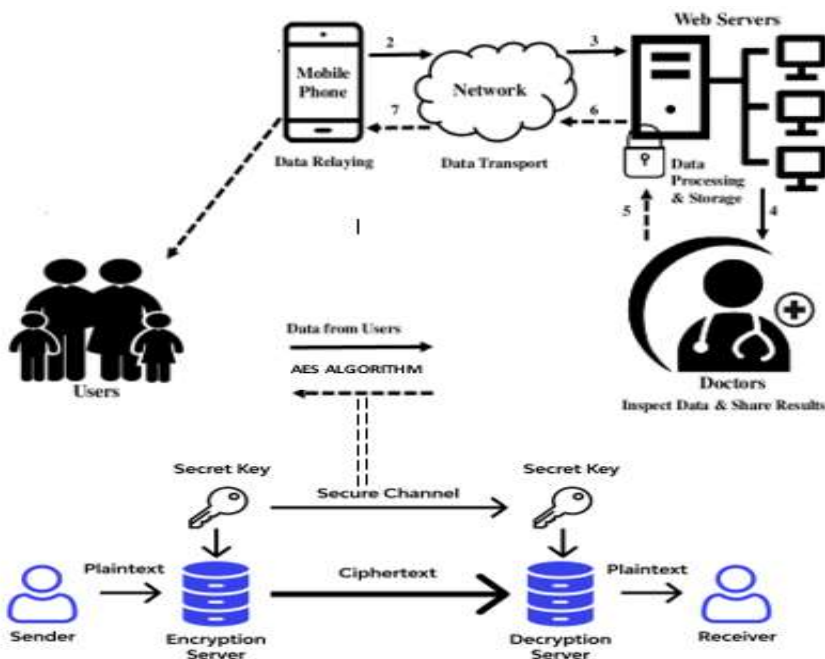 Web Servers
2
3
Mobile
Phone
Network
7
6
Data Relaying
Data Transport
Data
Processing
& Storage
5
4
Data from Users
AES ALGORITHM
Users
Doctors
Inspect Data & Share Results
Secret Key
Secret Key
Secure Channel
Plaintext
Ciphertext
Plaintext
Sender
Encryption
Server
Decryption
Server
Receiver